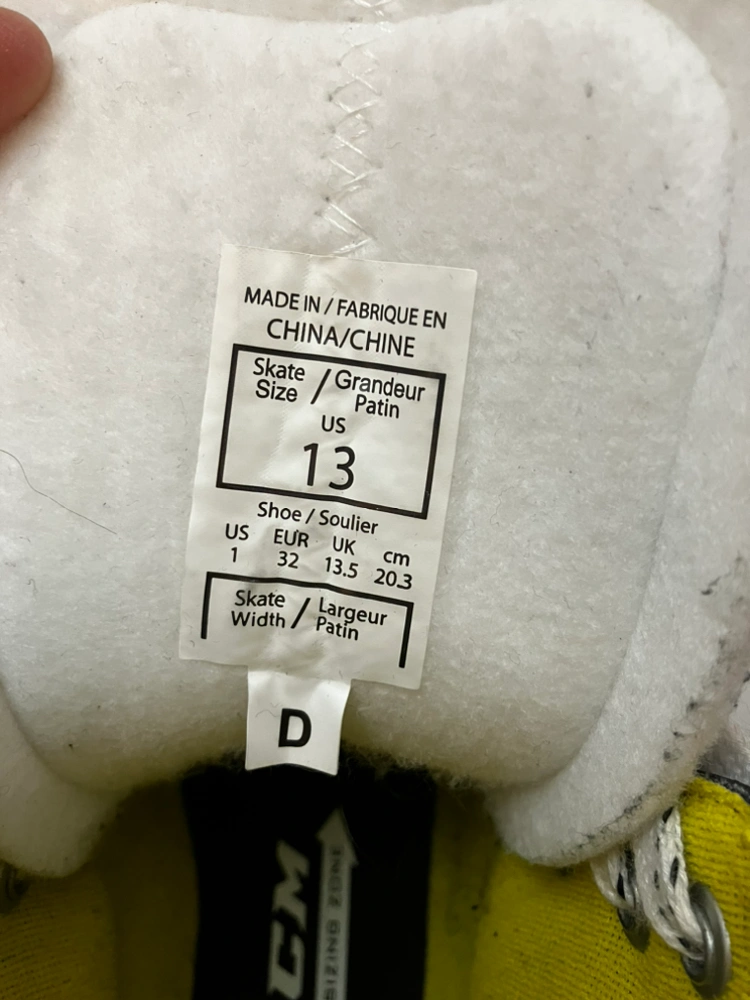 MADE IN / FABRIQUE EN
CHINA/CHINE
Skate Size / Grandeur Patin
US
13
Shoe / Soulier
US EUR UK cm
1 32 13.5 20.3
Skate Width / Largeur Patin
D
CCM
SIZING ZONE